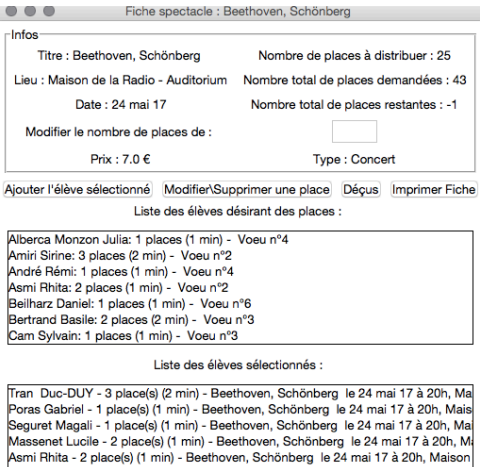 Fiche spectacle : Beethoven, Schönberg
Infos
Titre : Beethoven, Schönberg Nombre de places à distribuer : 25
Lieu : Maison de la Radio - Auditorium Nombre total de places demandées : 43
Date : 24 mai 17 Nombre total de places restantes : -1
Modifier le nombre de places de :
Prix : 7.0 € Type : Concert
Ajouter l'élève sélectionné Modifier\Supprimer une place Déçus Imprimer Fiche
Liste des élèves désirant des places :
Alberca Monzon Julia: 1 places (1 min) - Voeu n°4
Amiri Sirine: 3 places (2 min) - Voeu n°2
André Rémi: 1 places (1 min) - Voeu n°4
Asmi Rhita: 2 places (1 min) - Voeu n°2
Beilharz Daniel: 1 places (1 min) - Voeu n°6
Bertrand Basile: 2 places (2 min) - Voeu n°3
Cam Sylvain: 1 places (1 min) - Voeu n°3
Liste des élèves sélectionnés :
Tran Duc-DUY - 3 place(s) (2 min) - Beethoven, Schönberg le 24 mai 17 à 20h, Ma
Poras Gabriel - 1 place(s) (1 min) - Beethoven, Schönberg le 24 mai 17 à 20h, Mais
Seguret Magali - 1 place(s) (1 min) - Beethoven, Schönberg le 24 mai 17 à 20h, Ma
Massenet Lucile - 2 place(s) (1 min) - Beethoven, Schönberg le 24 mai 17 à 20h, Ma
Asmi Rhita - 2 place(s) (1 min) - Beethoven, Schönberg le 24 mai 17 à 20h, Maison